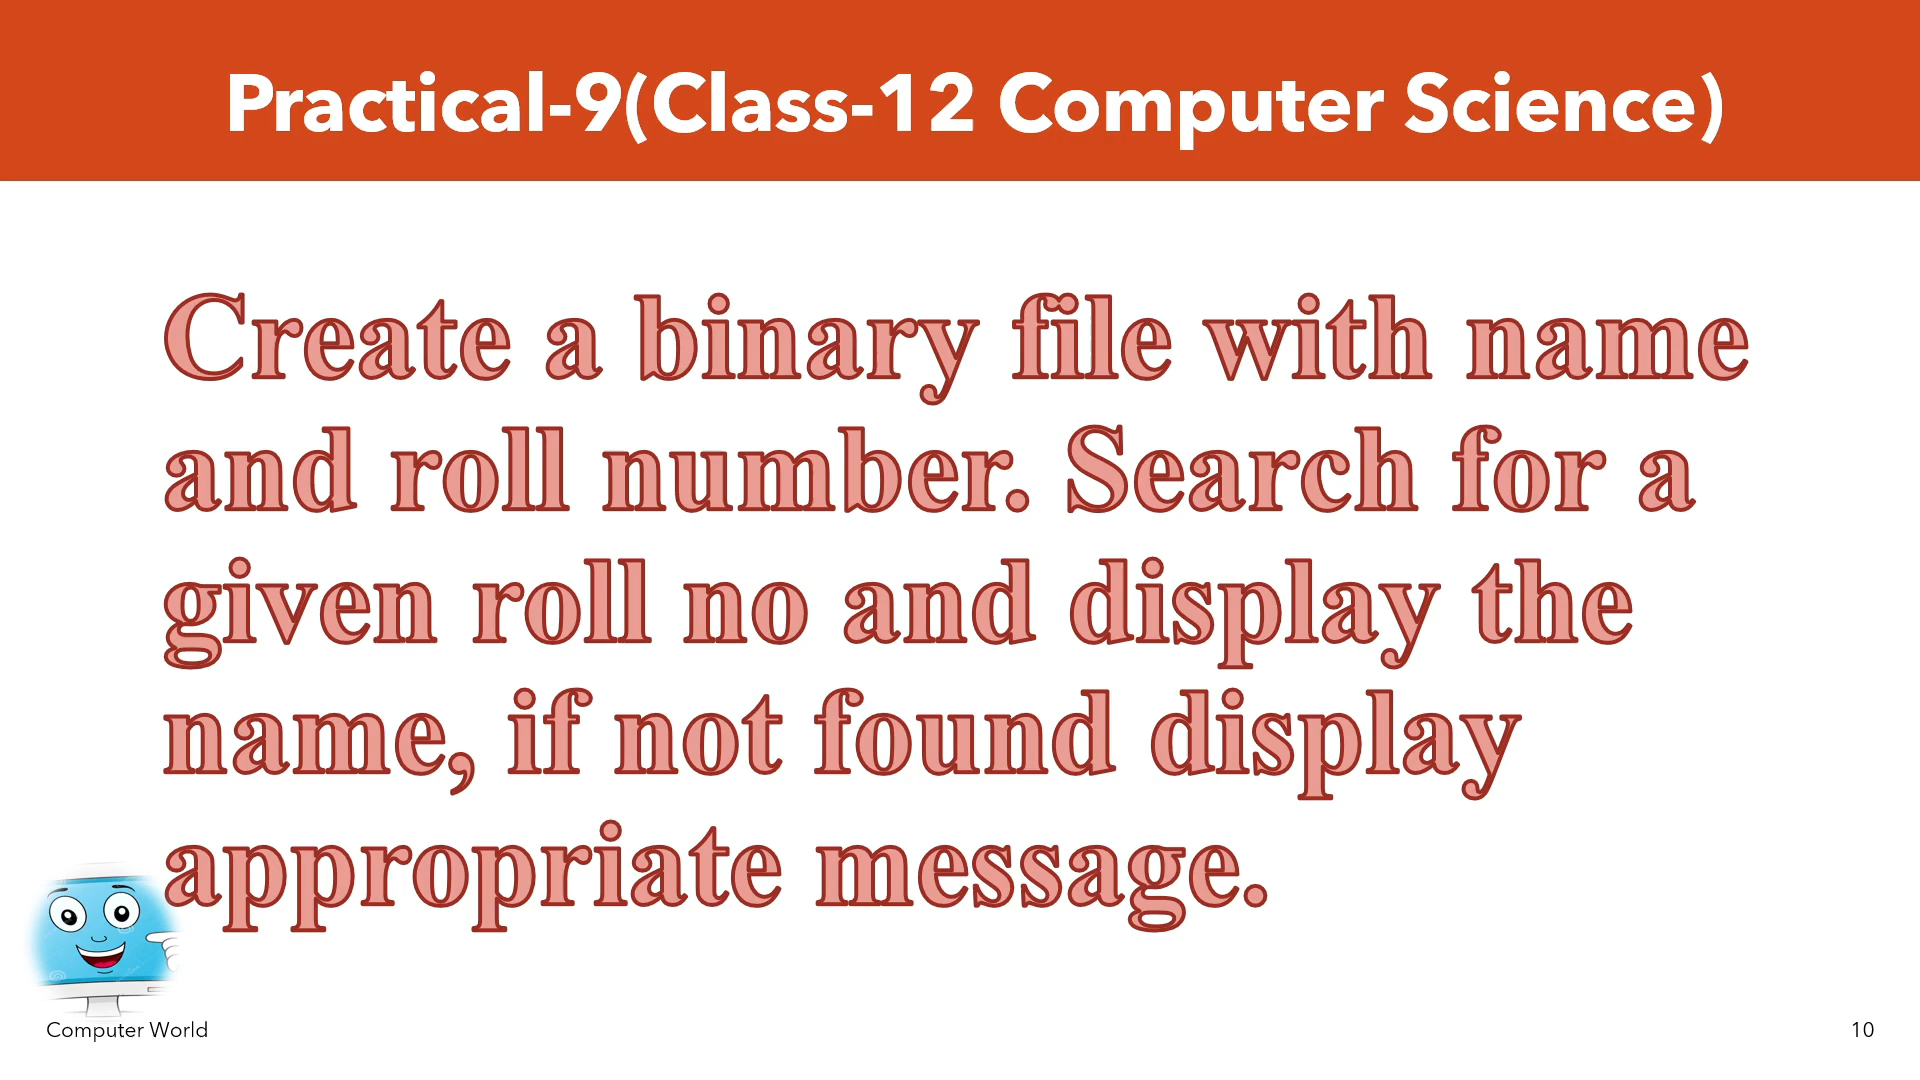 Practical-9(Class-12 Computer Science)
Create a binary file with name
and roll number. Search for a
given roll no and display the
name, if not found display
appropriate message.
Computer World
10